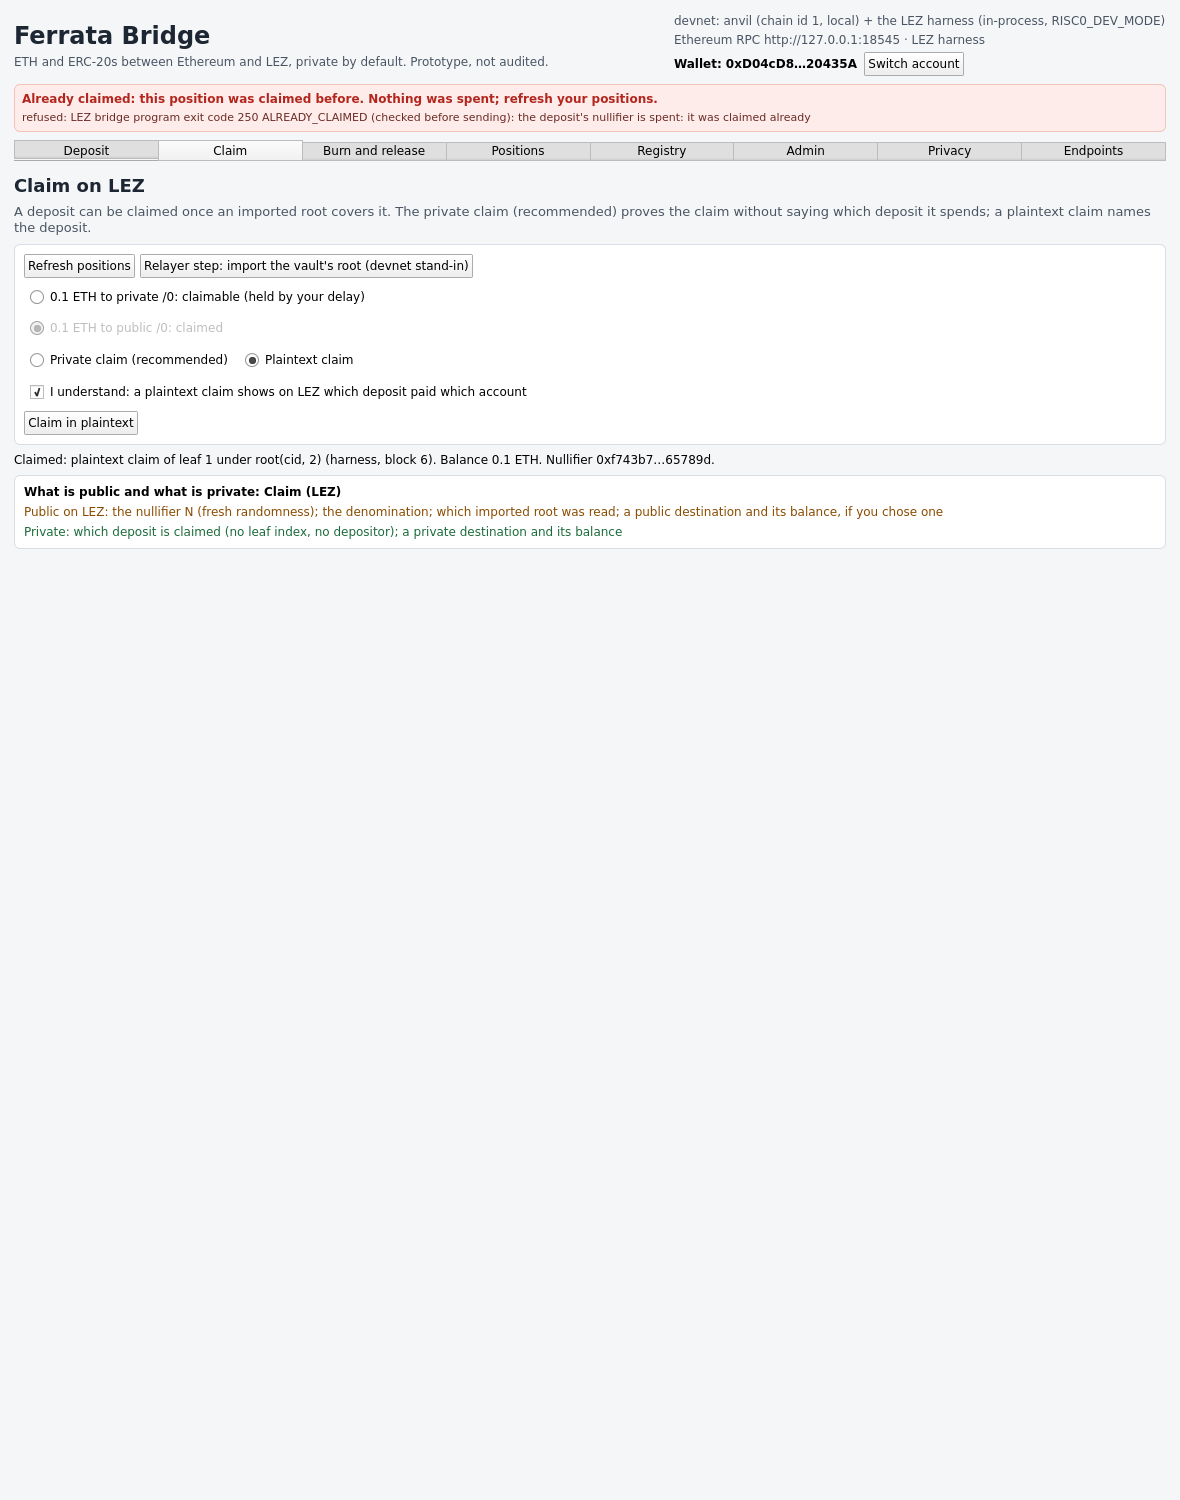 Ferrata Bridge
ETH and ERC-20s between Ethereum and LEZ, private by default. Prototype, not audited.
devnet: anvil (chain id 1, local) + the LEZ harness (in-process, RISC0_DEV_MODE)
Ethereum RPC http://127.0.0.1:18545 · LEZ harness
Wallet: 0xD04cD8…20435A Switch account
Already claimed: this position was claimed before. Nothing was spent; refresh your positions.
refused: LEZ bridge program exit code 250 ALREADY_CLAIMED (checked before sending): the deposit's nullifier is spent: it was claimed already
Deposit Claim Burn and release Positions Registry Admin Privacy Endpoints
Claim on LEZ
A deposit can be claimed once an imported root covers it. The private claim (recommended) proves the claim without saying which deposit it spends; a plaintext claim names
the deposit.
Refresh positions Relayer step: import the vault's root (devnet stand-in)
0.1 ETH to private /0: claimable (held by your delay)
0.1 ETH to public /0: claimed
Private claim (recommended) Plaintext claim
I understand: a plaintext claim shows on LEZ which deposit paid which account
Claim in plaintext
Claimed: plaintext claim of leaf 1 under root(cid, 2) (harness, block 6). Balance 0.1 ETH. Nullifier 0xf743b7…65789d.
What is public and what is private: Claim (LEZ)
Public on LEZ: the nullifier N (fresh randomness); the denomination; which imported root was read; a public destination and its balance, if you chose one
Private: which deposit is claimed (no leaf index, no depositor); a private destination and its balance